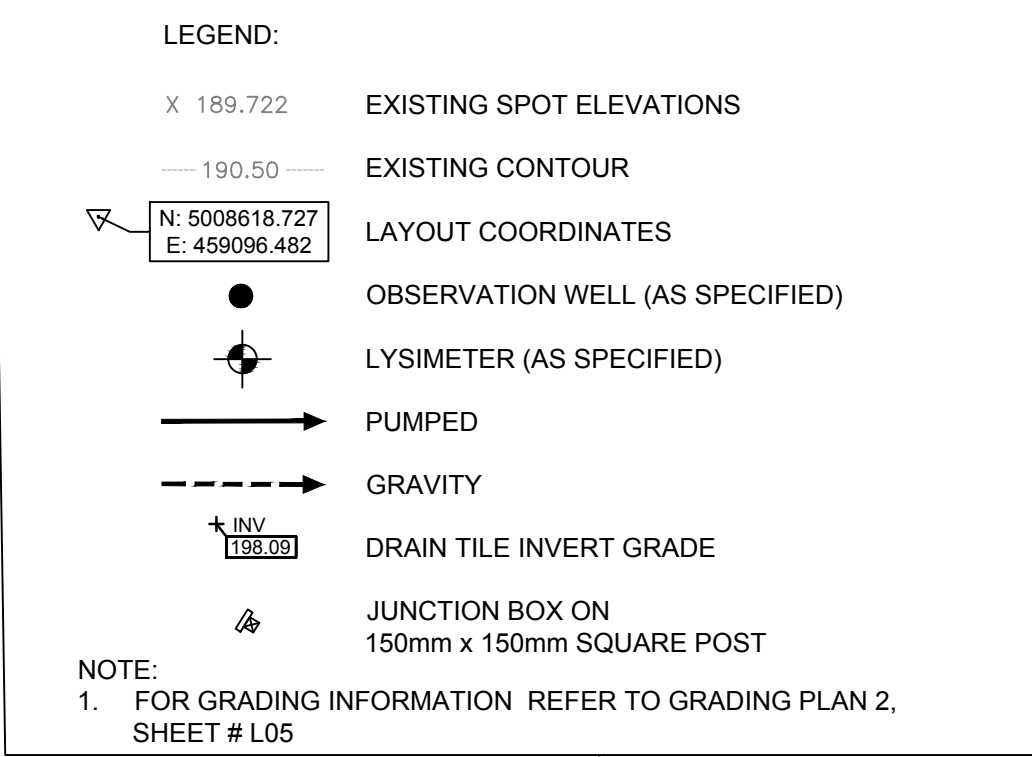 LEGEND:
X 189.722 EXISTING SPOT ELEVATIONS
190.50 EXISTING CONTOUR
N: 5008618.727
E: 459096.482
LAYOUT COORDINATES
OBSERVATION WELL (AS SPECIFIED)
LYSIMETER (AS SPECIFIED)
PUMPED
GRAVITY
INV
198.09
DRAIN TILE INVERT GRADE
JUNCTION BOX ON
150mm x 150mm SQUARE POST
NOTE:
1. FOR GRADING INFORMATION REFER TO GRADING PLAN 2,
SHEET # L05